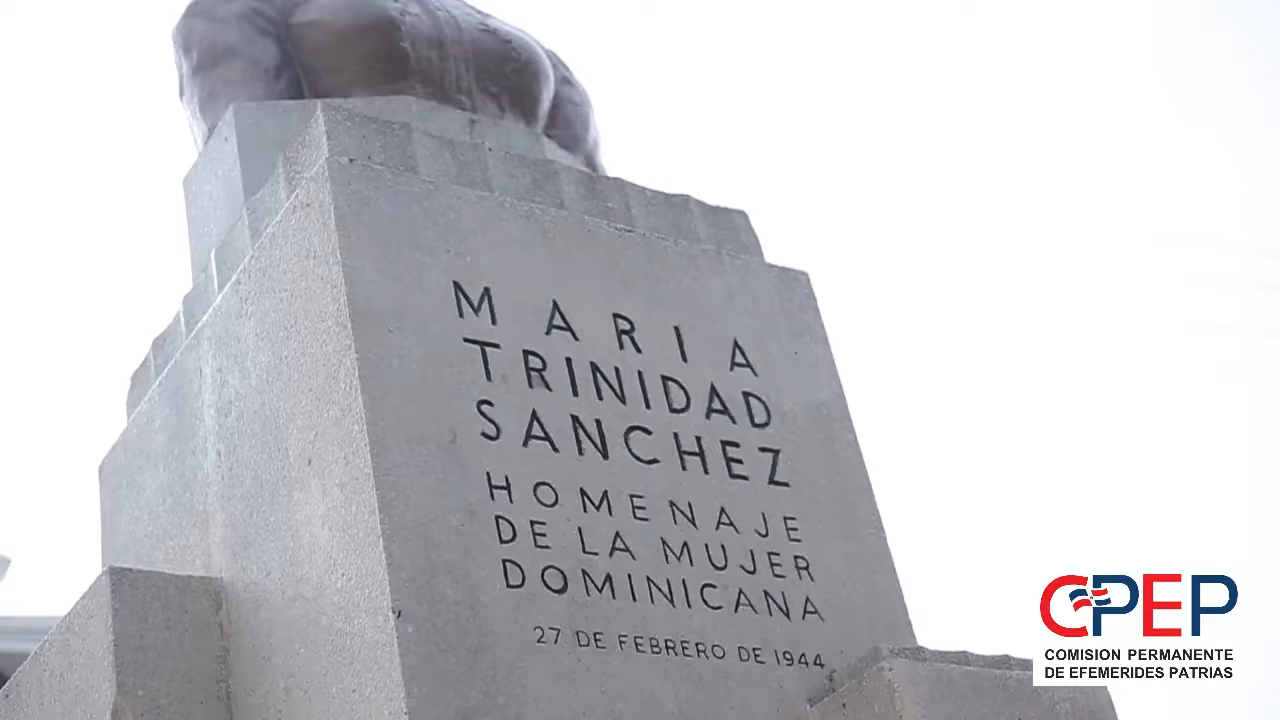 MARIA
TRINIDAD
SANCHEZ
HOMENAJE
DE LA MUJER
DOMINICANA
27 DE FEBRERO DE 1944
CPEP
COMISION PERMANENTE
DE EFEMERIDES PATRIAS